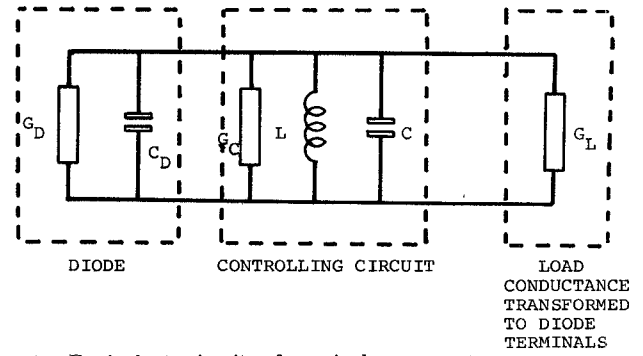 G_D
C_D
G_C
L
C
G_L
DIODE
CONTROLLING CIRCUIT
LOAD
CONDUCTANCE
TRANSFORMED
TO DIODE
TERMINALS